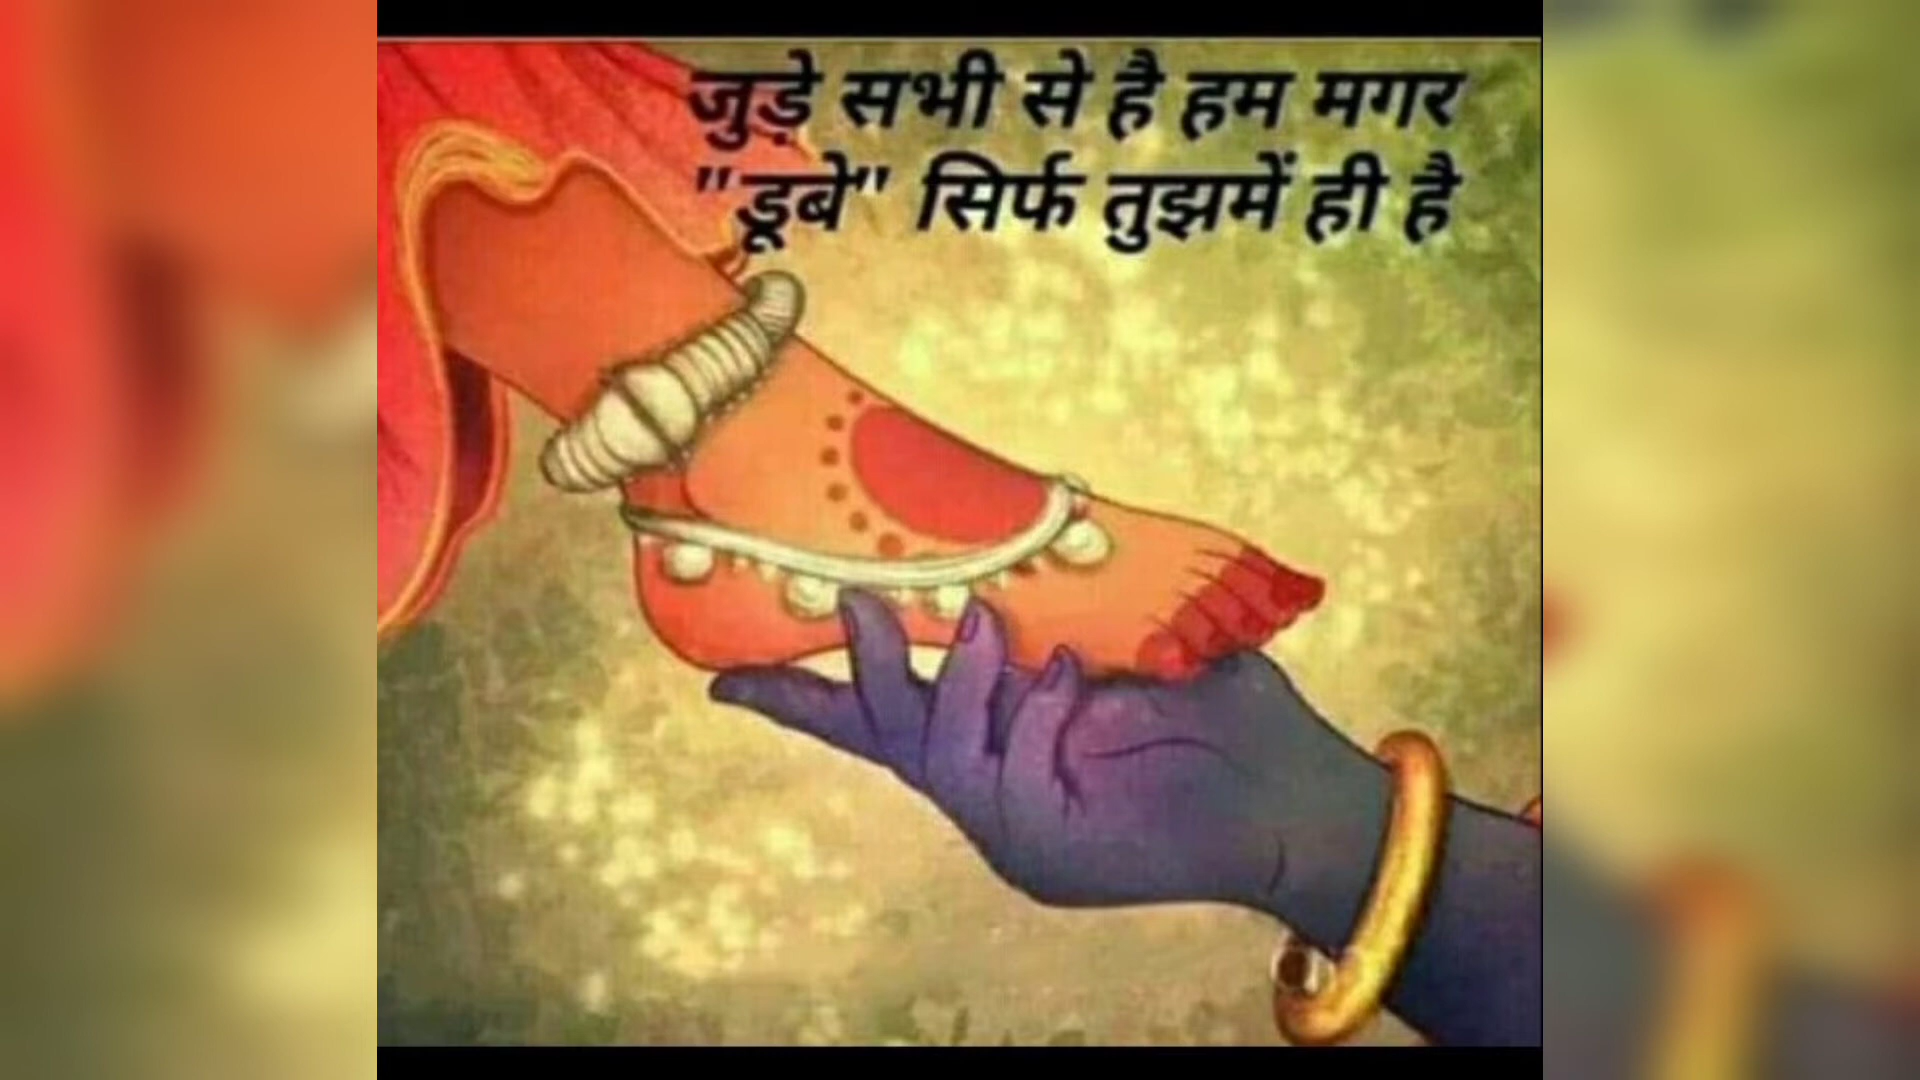 जुड़े सभी से है हम मगर
"डूबे" सिर्फ तुझमें ही है